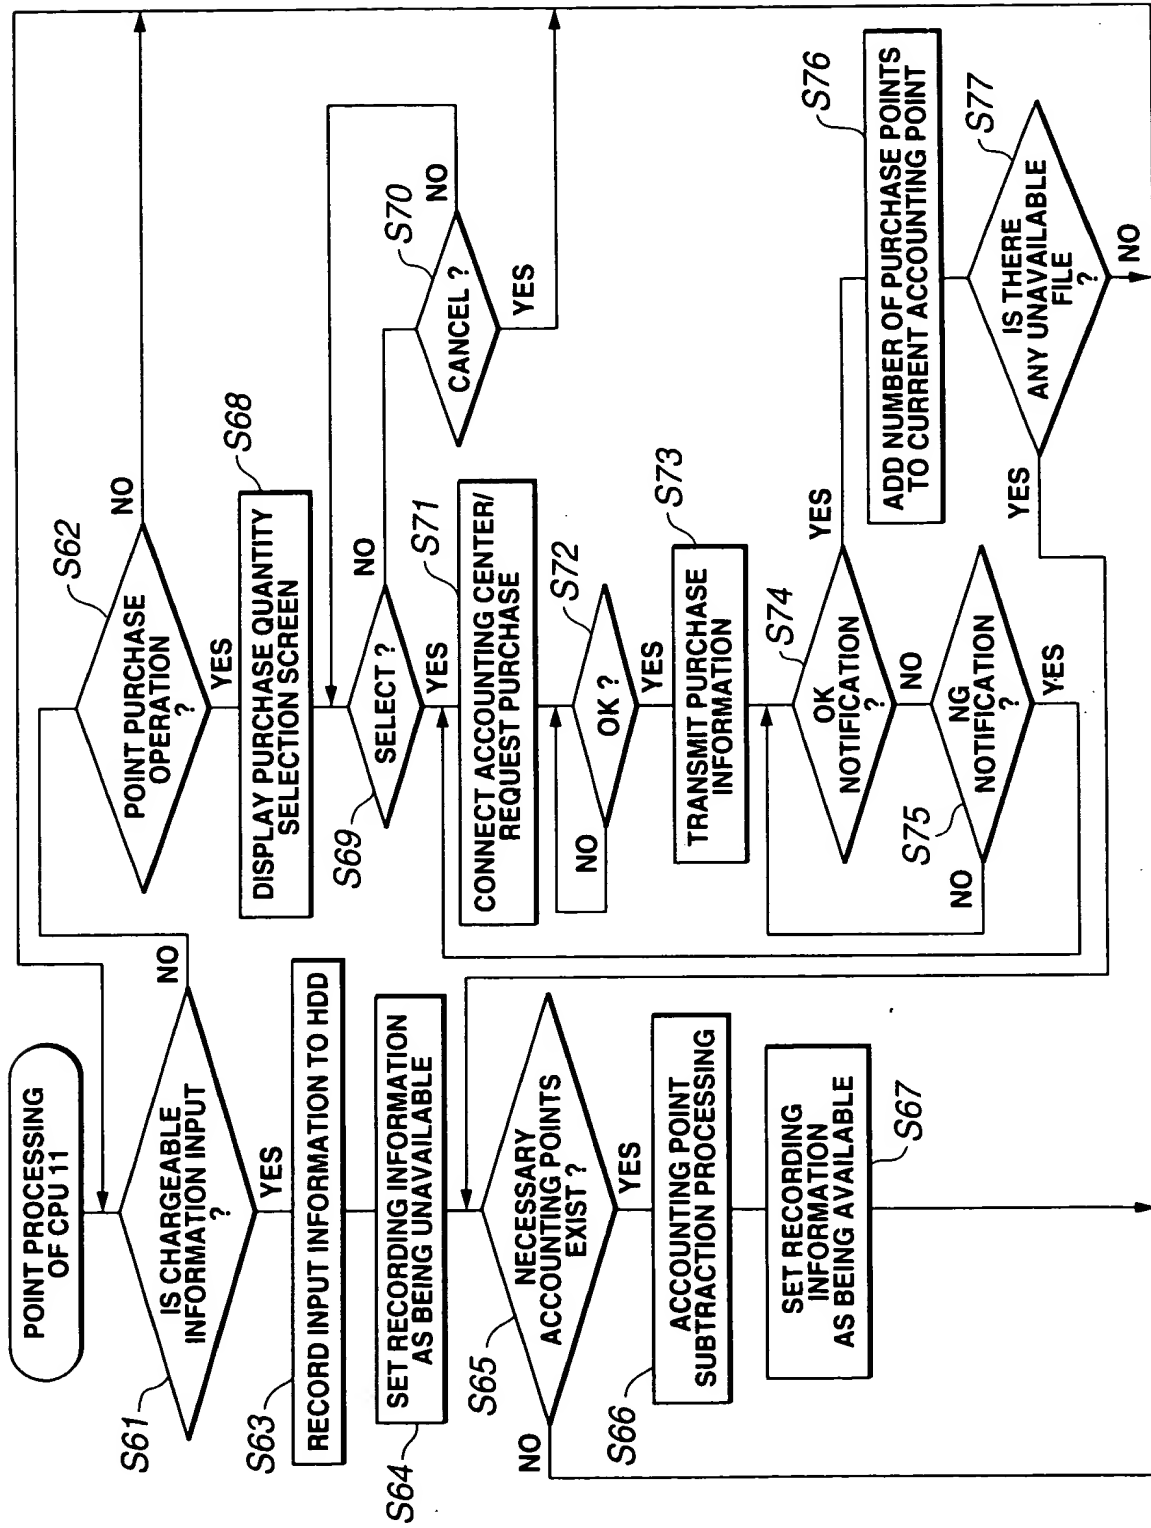 POINT PROCESSING
OF CPU 11
S61
IS CHARGEABLE
INFORMATION INPUT
?
NO
YES
S63
RECORD INPUT INFORMATION TO HDD
S64
SET RECORDING INFORMATION
AS BEING UNAVAILABLE
S65
NECESSARY
ACCOUNTING POINTS
EXIST ?
NO
YES
S66
ACCOUNTING POINT
SUBTRACTION PROCESSING
S67
SET RECORDING
INFORMATION
AS BEING AVAILABLE
S62
POINT PURCHASE
OPERATION
?
NO
YES
S68
DISPLAY PURCHASE QUANTITY
SELECTION SCREEN
S69
SELECT ?
NO
YES
S70
CANCEL ?
NO
YES
S71
CONNECT ACCOUNTING CENTER/
REQUEST PURCHASE
S72
OK ?
NO
YES
S73
TRANSMIT PURCHASE
INFORMATION
S74
OK
NOTIFICATION
?
YES
NO
S75
NG
NOTIFICATION
?
NO
YES
S76
ADD NUMBER OF PURCHASE POINTS
TO CURRENT ACCOUNTING POINT
S77
IS THERE
ANY UNAVAILABLE
FILE
?
YES
NO